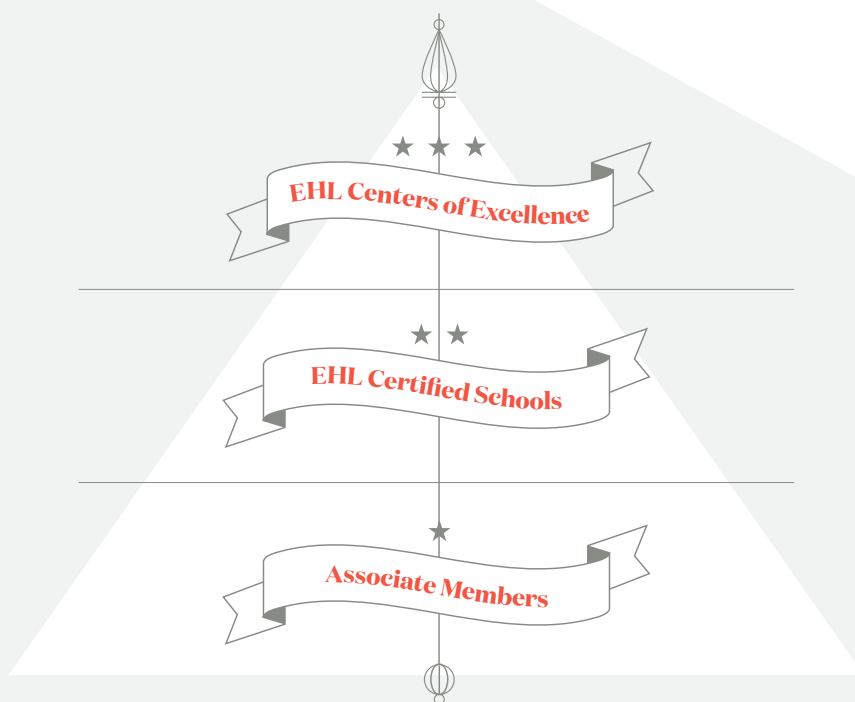 EHL Centers of Excellence
EHL Certified Schools
Associate Members